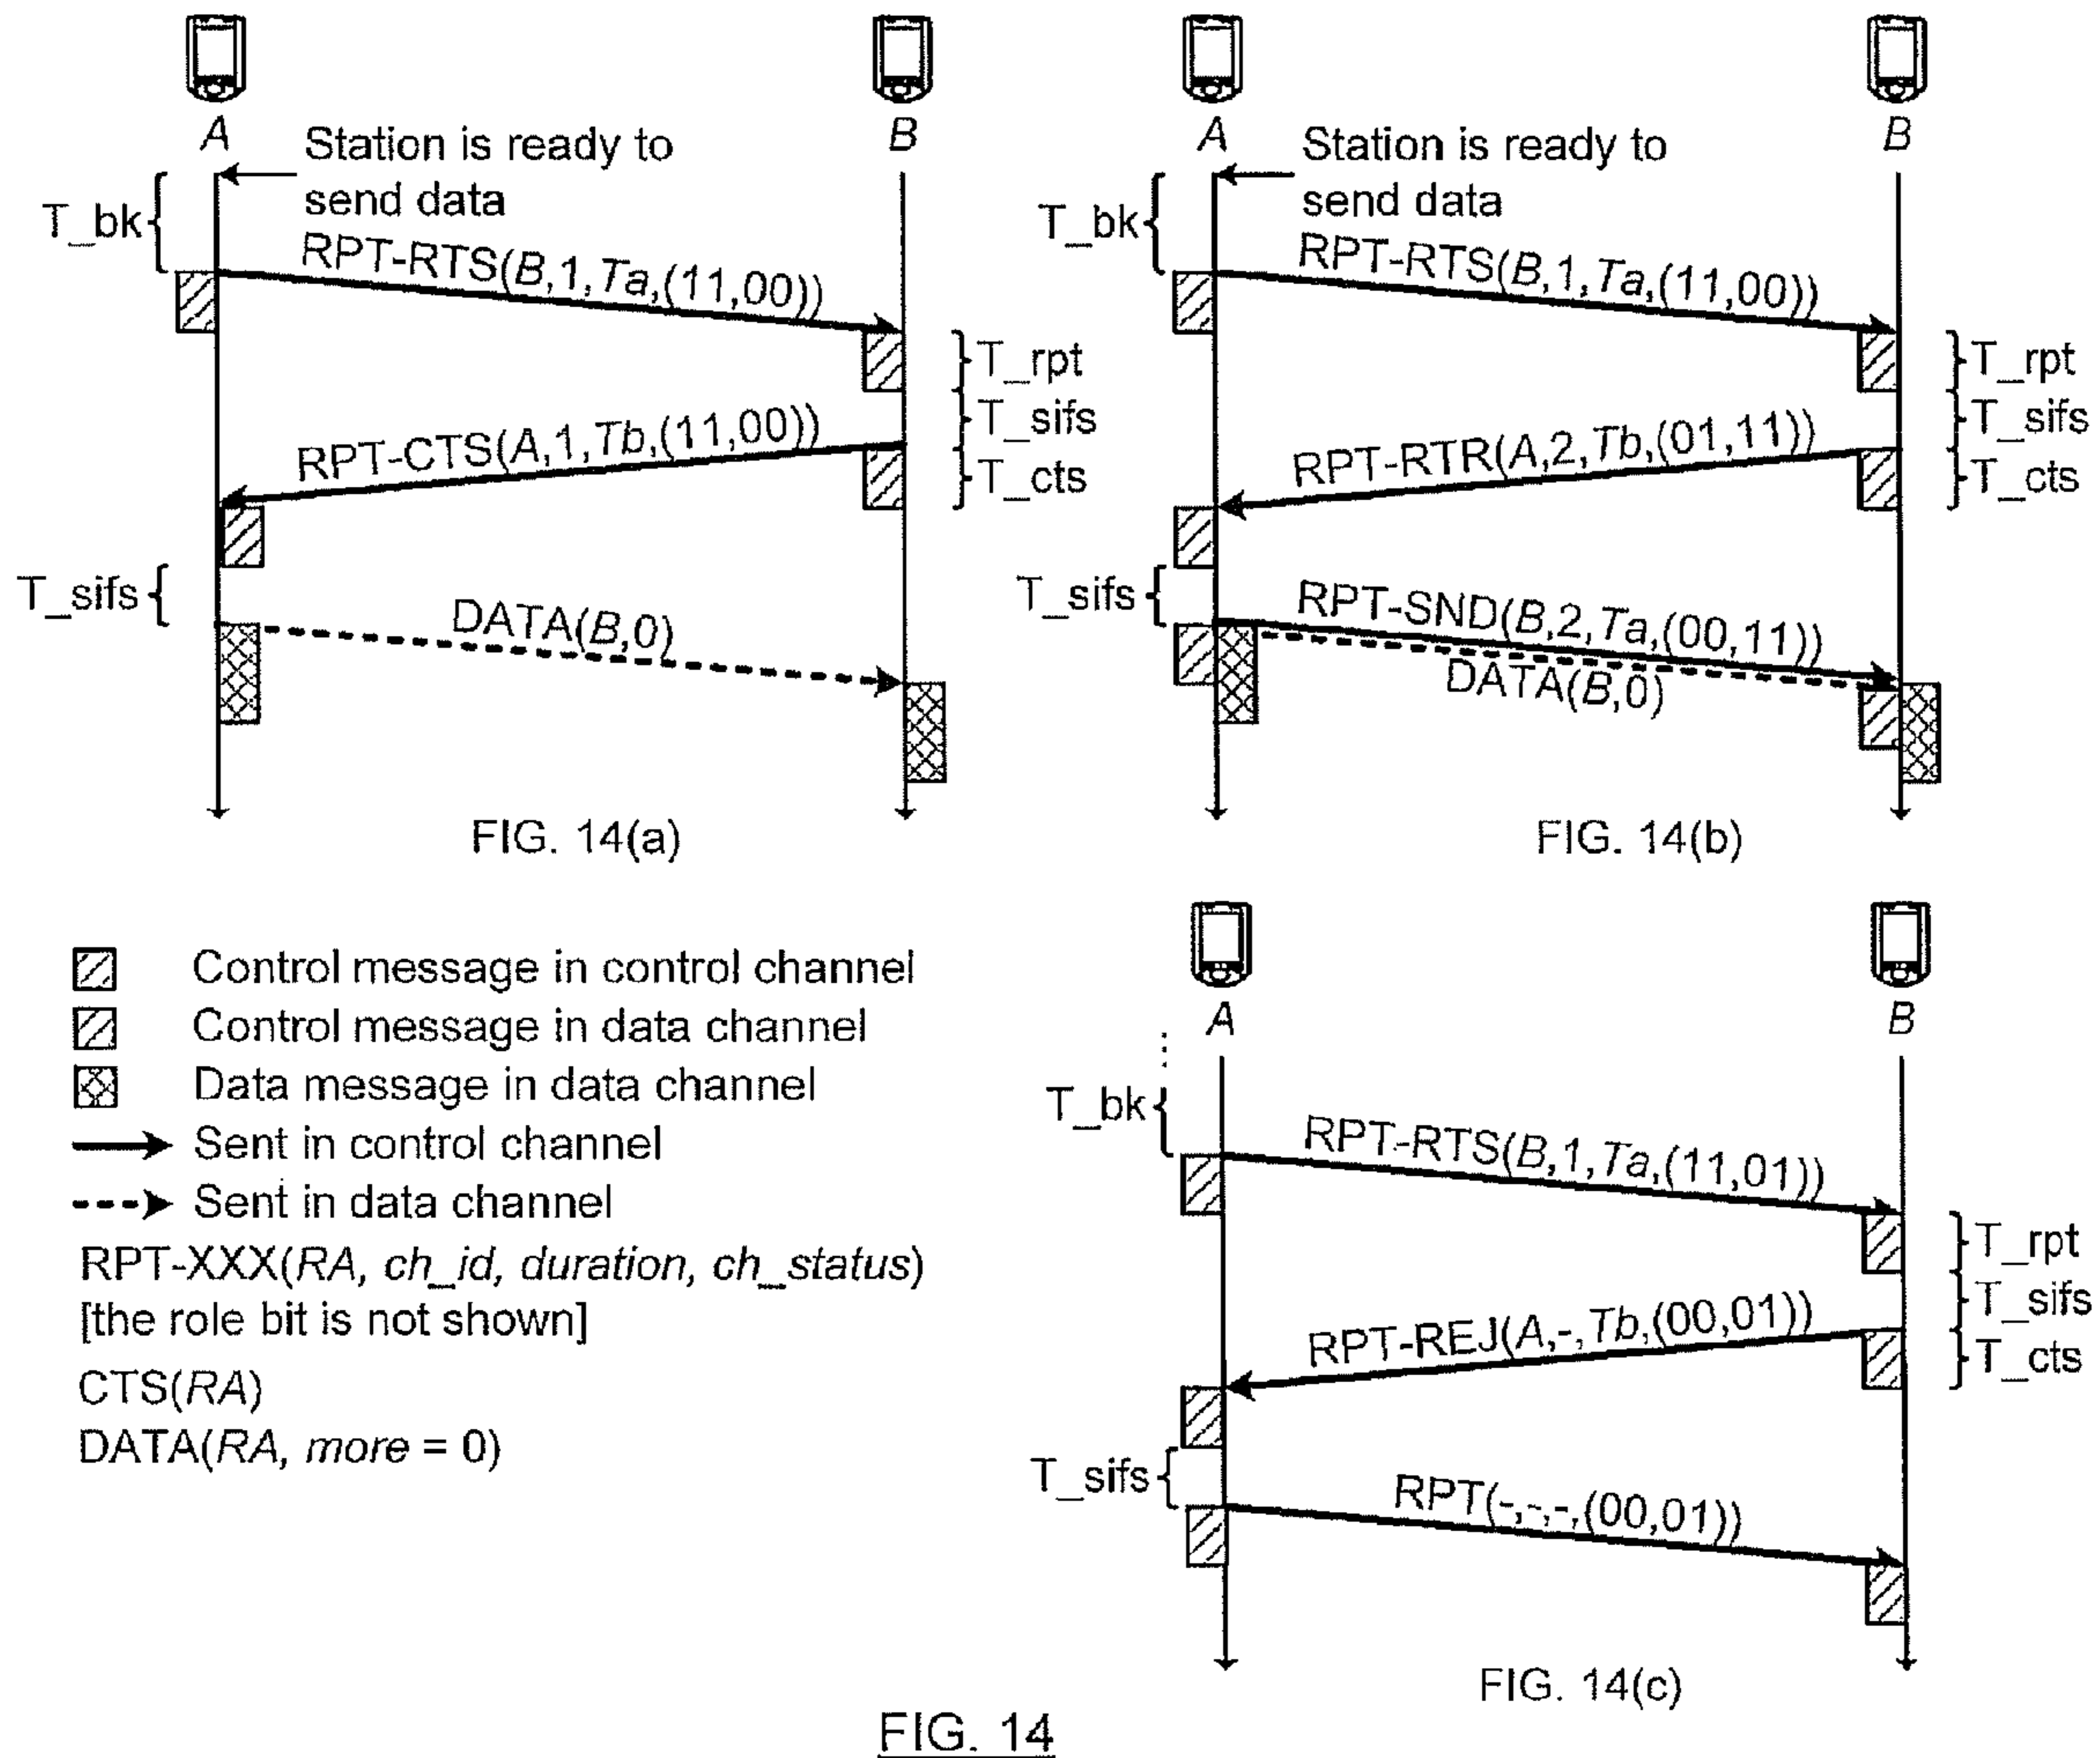 A
B
Station is ready to
send data
T_bk
RPT-RTS(B,1,Ta,(11,00))
T_rpt
T_sifs
RPT-CTS(A,1,Tb,(11,00))
T_cts
T_sifs
DATA(B,0)
FIG. 14(a)
A
B
Station is ready to
send data
T_bk
RPT-RTS(B,1,Ta,(11,00))
T_rpt
T_sifs
RPT-RTR(A,2,Tb,(01,11))
T_cts
T_sifs
RPT-SND(B,2,Ta,(00,11))
DATA(B,0)
FIG. 14(b)
Control message in control channel
Control message in data channel
Data message in data channel
Sent in control channel
Sent in data channel
RPT-XXX(RA, ch_id, duration, ch_status)
[the role bit is not shown]
CTS(RA)
DATA(RA, more = 0)
A
B
T_bk
RPT-RTS(B,1,Ta,(11,01))
T_rpt
T_sifs
RPT-REJ(A,-,Tb,(00,01))
T_cts
T_sifs
RPT(-,-,-,(00,01))
FIG. 14(c)
FIG. 14